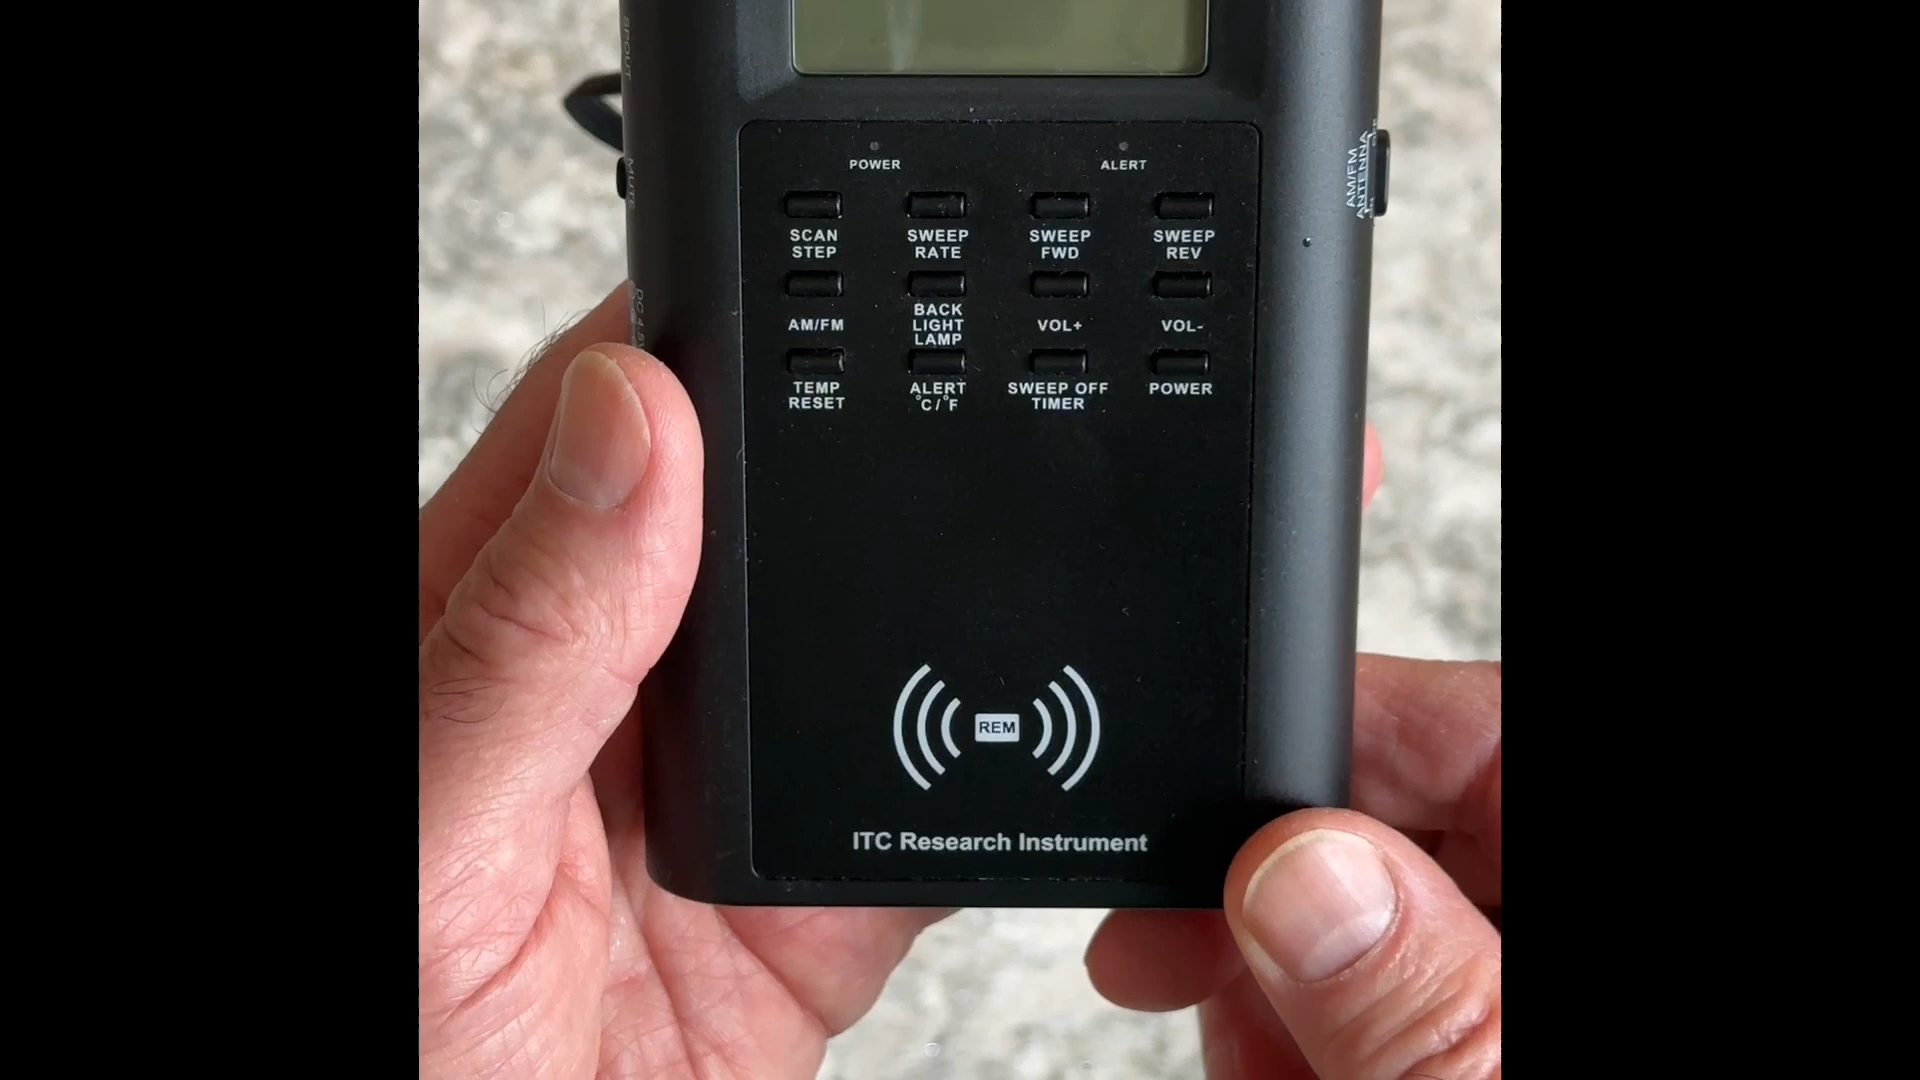 SPOUT
MUTE
AM/FM
ANTENNA
POWER
ALERT
SCAN
STEP
SWEEP
RATE
SWEEP
FWD
SWEEP
REV
AM/FM
BACK
LIGHT
LAMP
VOL+
VOL-
TEMP
RESET
ALERT
°C/°F
SWEEP OFF
TIMER
POWER
REM
ITC Research Instrument